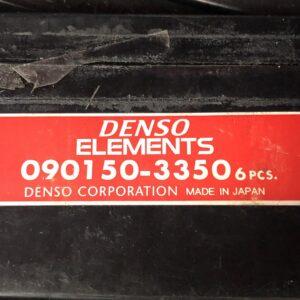 DENSO
ELEMENTS
090150-3350 6 PCS.
DENSO CORPORATION MADE IN JAPAN